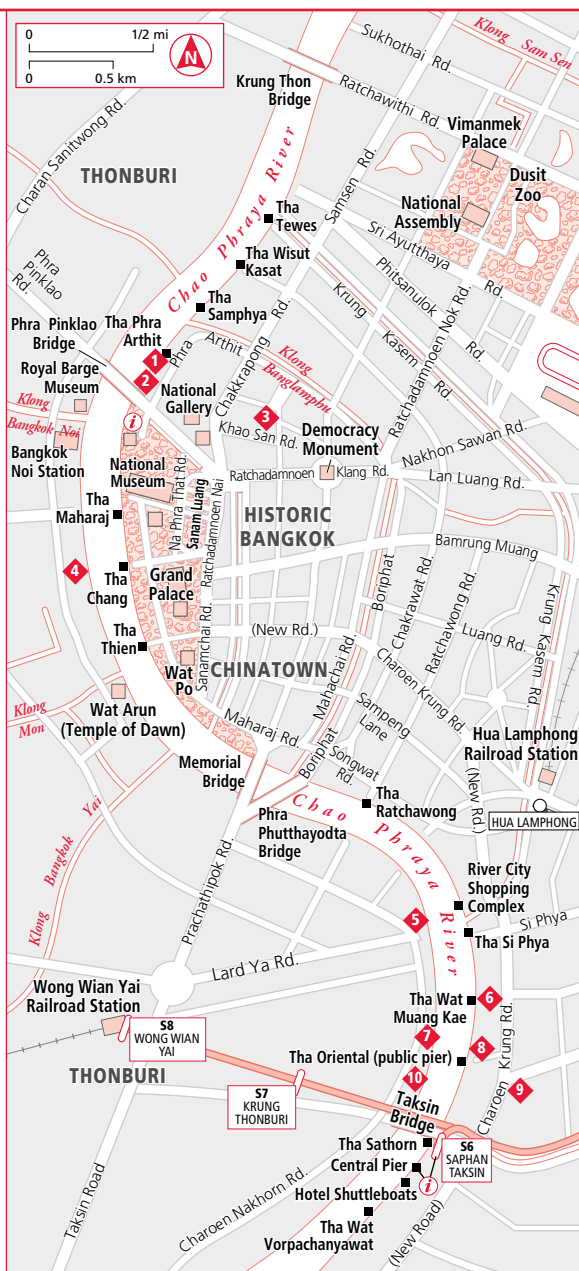 0 1/2 mi
0 0.5 km
N
Klong Sam Sen
Sukhothai Rd.
Krung Thon
Bridge
Ratchawithi Rd.
Charan Sanitwong Rd.
Vimanmek
Palace
Dusit
Zoo
THONBURI
Chao Phraya River
Samsen Rd.
National
Assembly
Tha
Tewes
Sri Ayutthaya Rd.
Tha Wisut
Kasat
Phitsanulok Rd.
Phra
Pinklao
Rd.
Tha
Samphya
Krung Kasem Rd.
Ratchadamnoen Nok Rd.
Phra Pinklao
Bridge
Tha Phra
Arthit
1
Phra Arthit
Chakkrapong Rd.
Klong
Banglamphu
Royal Barge
Museum
2
National
Gallery
3
Klong
Bangkok Noi
i
Khao San Rd.
Democracy
Monument
Nakhon Sawan Rd.
Bangkok
Noi Station
National
Museum
Na Phra That Rd.
Sanam Luang
Ratchadamnoen Nai
Ratchadamnoen Klang Rd.
Lan Luang Rd.
Tha
Maharaj
HISTORIC
BANGKOK
Bamrung Muang
4
Tha
Chang
Grand
Palace
Boriphat
Chakrawat Rd.
Ratchawong Rd.
Krung Kasem Rd.
Tha
Thien
Sanamchai Rd.
(New Rd.)
Luang Rd.
Wat
Po
CHINATOWN
Mahachai Rd.
Charoen Krung Rd.
Klong
Mon
Wat Arun
(Temple of Dawn)
Maharaj Rd.
Sampeng
Lane
Hua Lamphong
Railroad Station
Memorial
Bridge
Boriphat
Songwat
Rd.
(New Rd.)
HUA LAMPHONG
Tha
Ratchawong
Klong Bangkok Yai
Chao Phraya River
Phra
Phutthayodta
Bridge
Prachathipok Rd.
River City
Shopping
Complex
5
Si Phya
Tha Si Phya
Lard Ya Rd.
Wong Wian Yai
Railroad Station
Tha Wat
Muang Kae
6
S8
WONG WIAN
YAI
7
8
Charoen Krung Rd.
Tha Oriental (public pier)
THONBURI
10
9
S7
KRUNG
THONBURI
Taksin
Bridge
Tha Sathorn
S6
SAPHAN
TAKSIN
Central Pier
Hotel Shuttleboats
i
Taksin Road
Charoen Nakhorn Rd.
Tha Wat
Vorpachanyawat
(New Road)